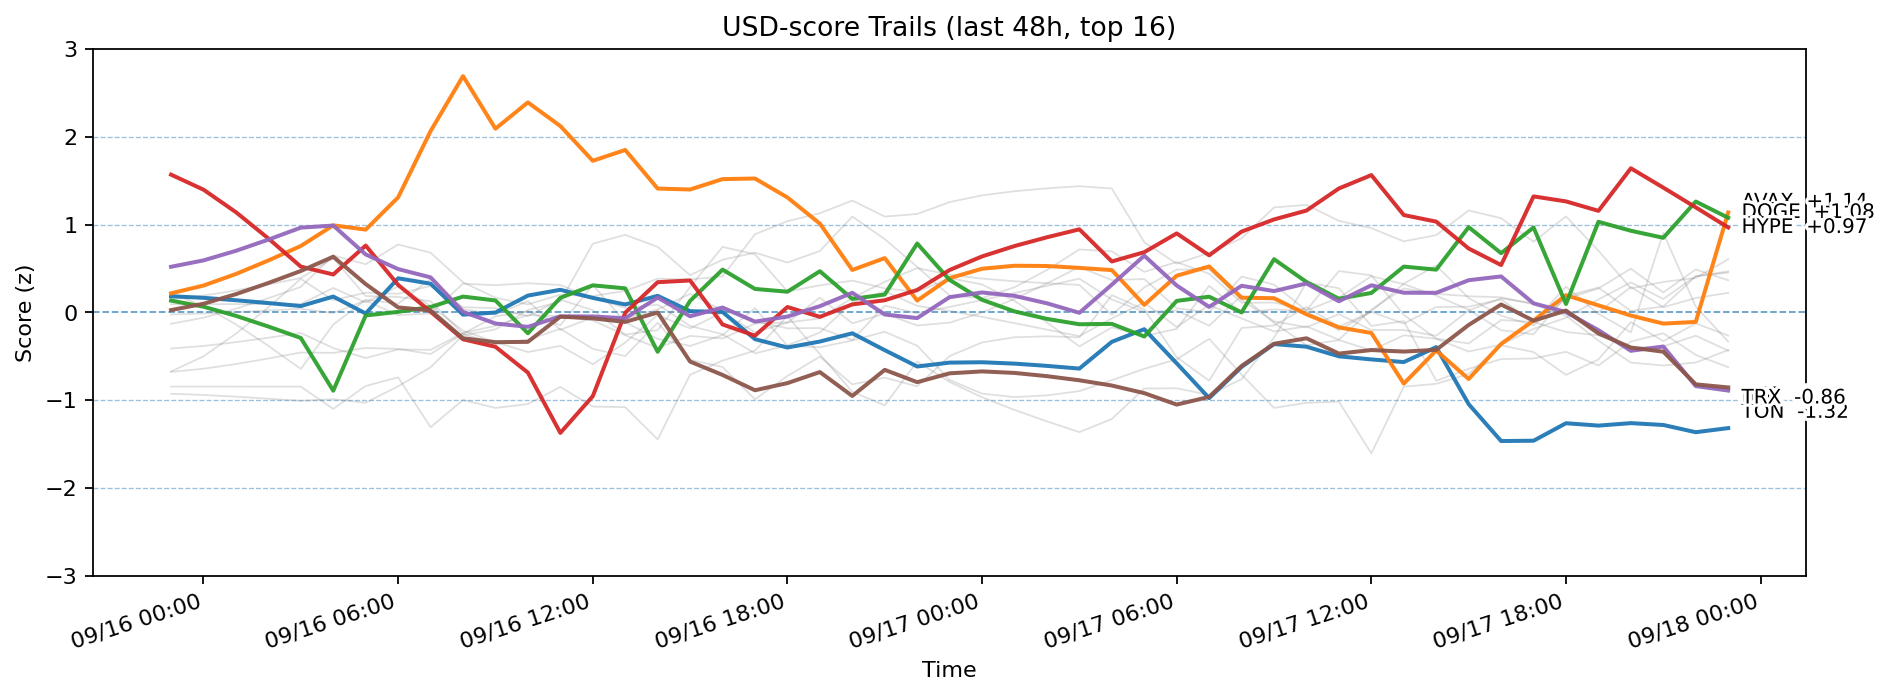 USD-score Trails (last 48h, top 16)
3
2
1
0
−1
−2
−3
Score (z)
AVAX +1.14
DOGE +1.08
HYPE +0.97
TRX -0.86
TON -1.32
09/16 00:00
09/16 06:00
09/16 12:00
09/16 18:00
09/17 00:00
09/17 06:00
09/17 12:00
09/17 18:00
09/18 00:00
Time